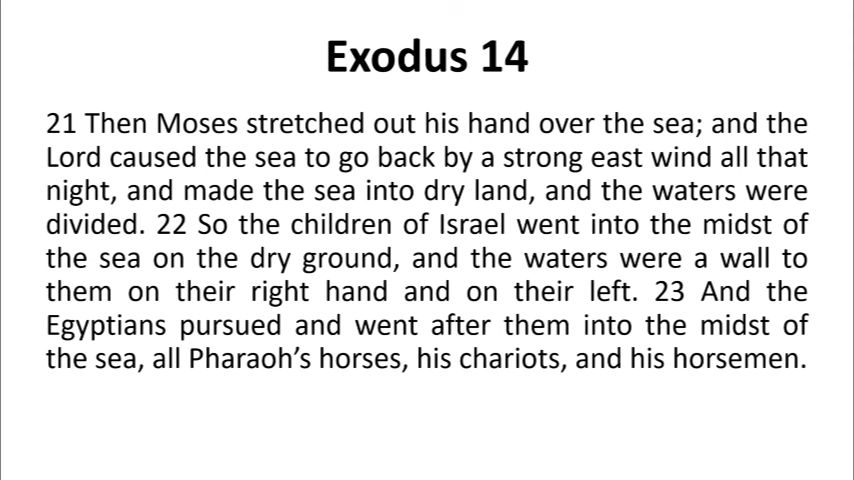 Exodus 14
21 Then Moses stretched out his hand over the sea; and the
Lord caused the sea to go back by a strong east wind all that
night, and made the sea into dry land, and the waters were
divided. 22 So the children of Israel went into the midst of
the sea on the dry ground, and the waters were a wall to
them on their right hand and on their left. 23 And the
Egyptians pursued and went after them into the midst of
the sea, all Pharaoh’s horses, his chariots, and his horsemen.